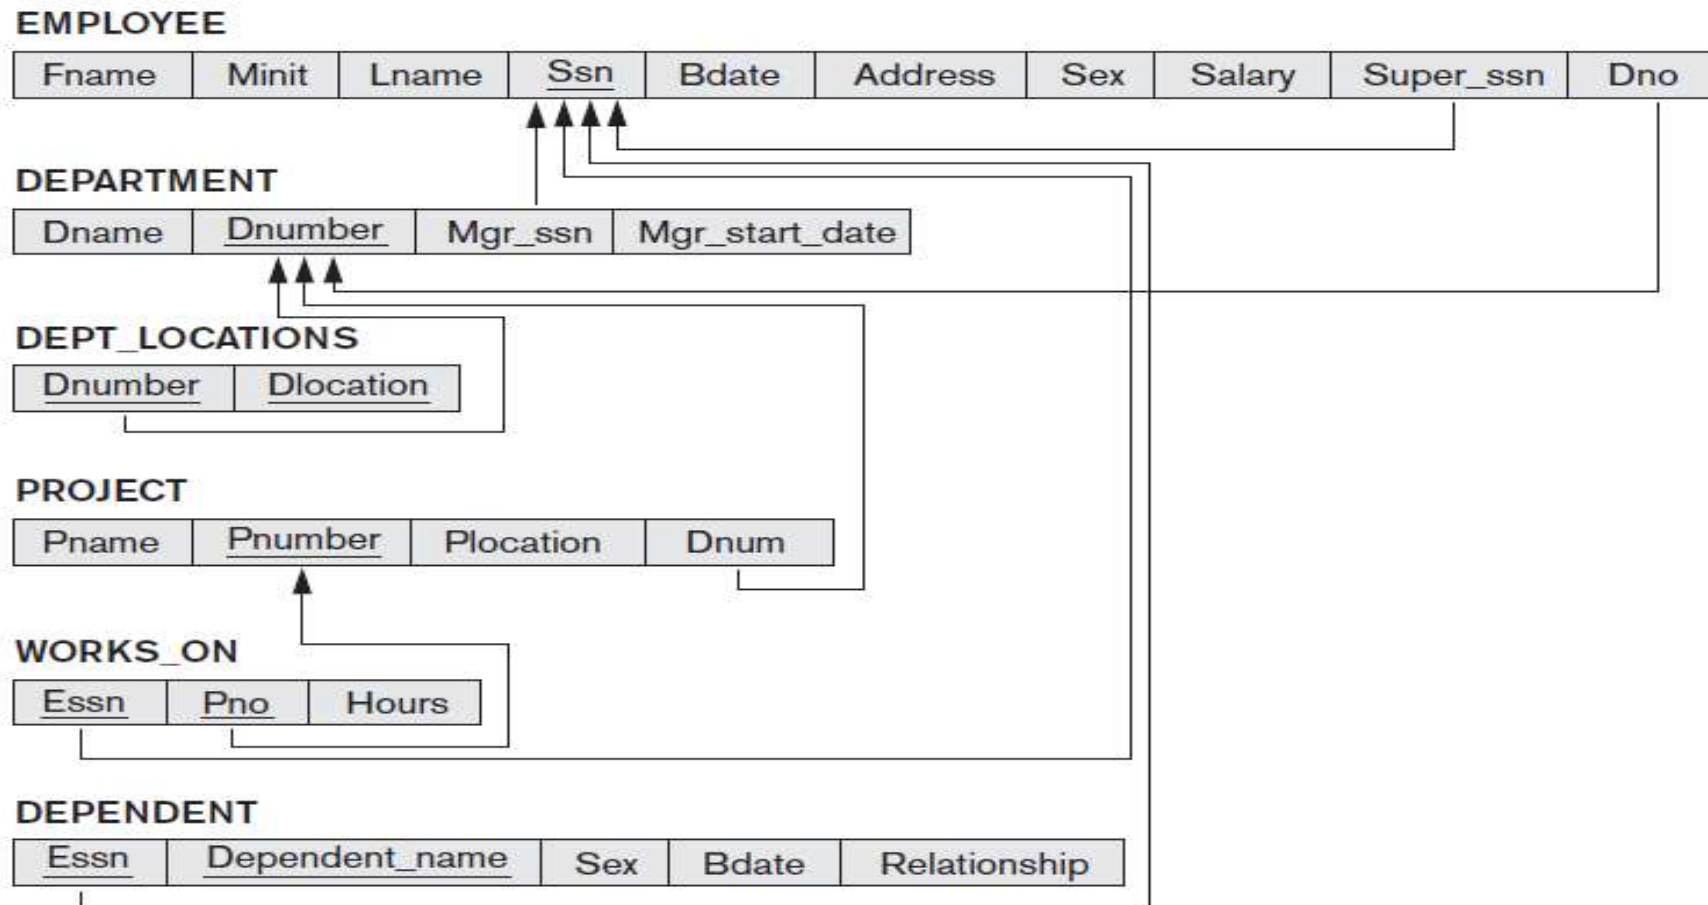 EMPLOYEE
Fname Minit Lname Ssn Bdate Address Sex Salary Super_ssn Dno
DEPARTMENT
Dname Dnumber Mgr_ssn Mgr_start_date
DEPT_LOCATIONS
Dnumber Dlocation
PROJECT
Pname Pnumber Plocation Dnum
WORKS_ON
Essn Pno Hours
DEPENDENT
Essn Dependent_name Sex Bdate Relationship